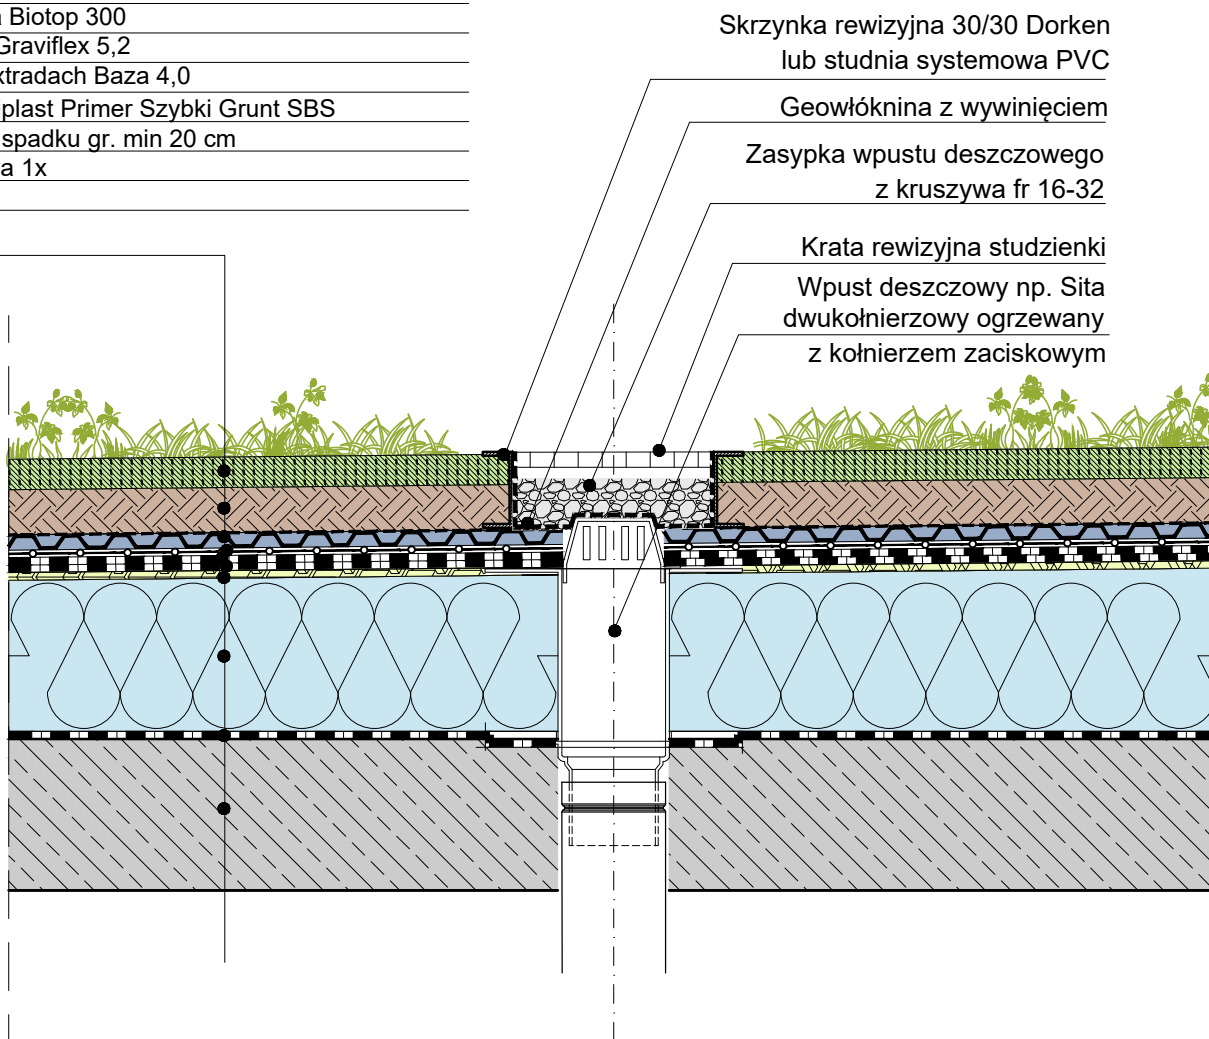 Biotop 300
Graviflex 5,2
Baza 4,0
Primer Szybki Grunt SBS
spadku gr. min 20 cm
1x
Skrzynka rewizyjna 30/30 Dorken
lub studnia systemowa PVC
Geowłóknina z wywinięciem
Zasypka wpustu deszczowego
z kruszywa fr 16-32
Krata rewizyjna studzienki
Wpust deszczowy np. Sita
dwukołnierzowy ogrzewany
z kołnierzem zaciskowym